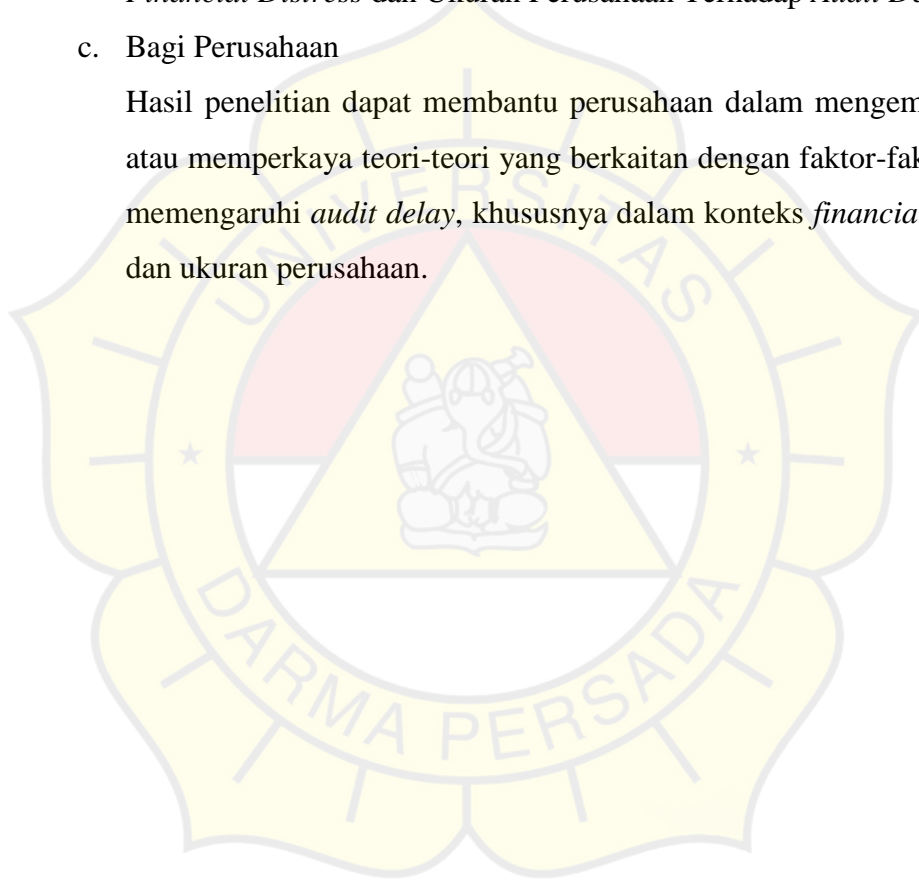 Financial Distress dan Ukuran Perusahaan Terhadap Audit De
c. Bagi Perusahaan
Hasil penelitian dapat membantu perusahaan dalam mengem
atau memperkaya teori-teori yang berkaitan dengan faktor-fak
memengaruhi audit delay, khususnya dalam konteks financia
dan ukuran perusahaan.
UNIVERSITAS
DARMA PERSADA